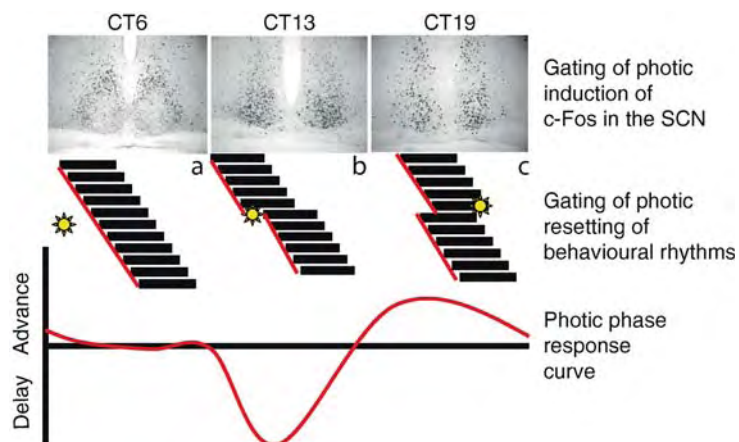 CT6 CT13 CT19
Gating of photic
induction of
c-Fos in the SCN
a b c
Gating of photic
resetting of
behavioural rhythms
Advance
Delay
Photic phase
response
curve